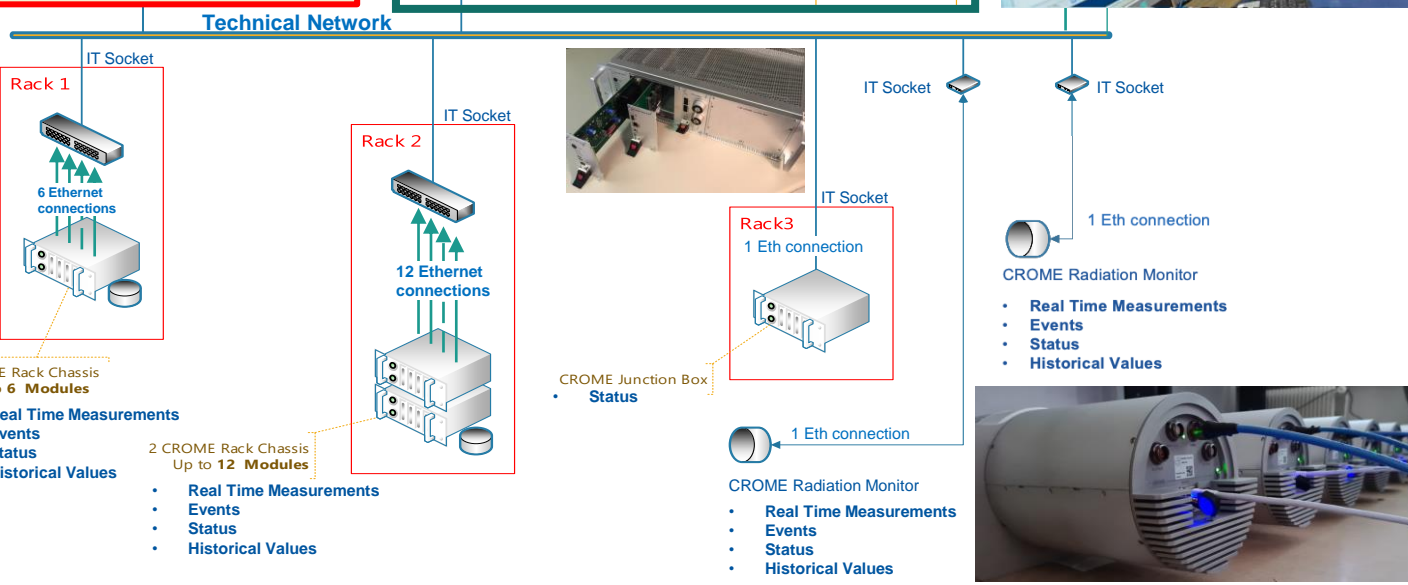 Technical Network
IT Socket
Rack 1
6 Ethernet
connections
E Rack Chassis
6 Modules
eal Time Measurements
vents
tatus
istorical Values
IT Socket
Rack 2
12 Ethernet
connections
2 CROME Rack Chassis
Up to 12 Modules
• Real Time Measurements
• Events
• Status
• Historical Values
IT Socket
Rack3
1 Eth connection
CROME Junction Box
• Status
IT Socket
1 Eth connection
CROME Radiation Monitor
• Real Time Measurements
• Events
• Status
• Historical Values
IT Socket
1 Eth connection
CROME Radiation Monitor
• Real Time Measurements
• Events
• Status
• Historical Values